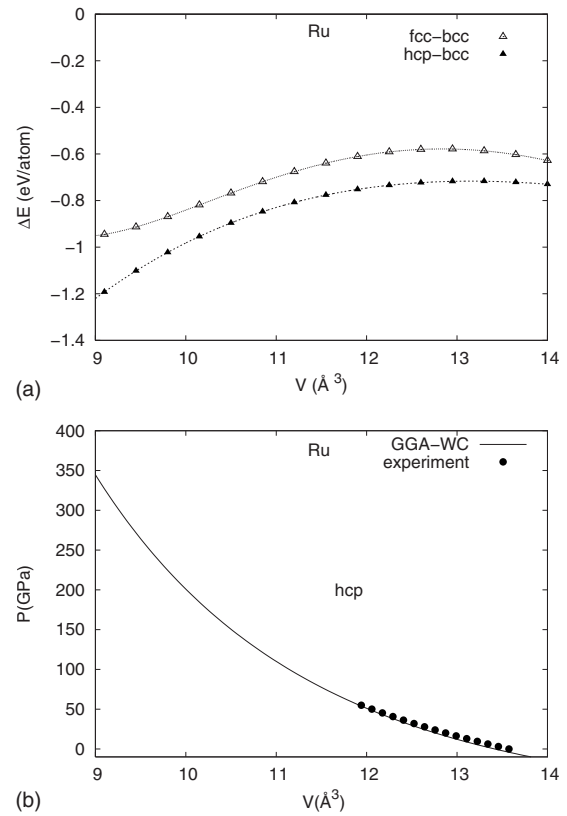 Ru
fcc-bcc
hcp-bcc
0
-0.2
-0.4
-0.6
-0.8
-1
-1.2
-1.4
ΔE (eV/atom)
9 10 11 12 13 14
V (Å 3)
(a)
Ru
GGA-WC
experiment
hcp
400
350
300
250
200
150
100
50
0
P(GPa)
9 10 11 12 13 14
V(Å3)
(b)